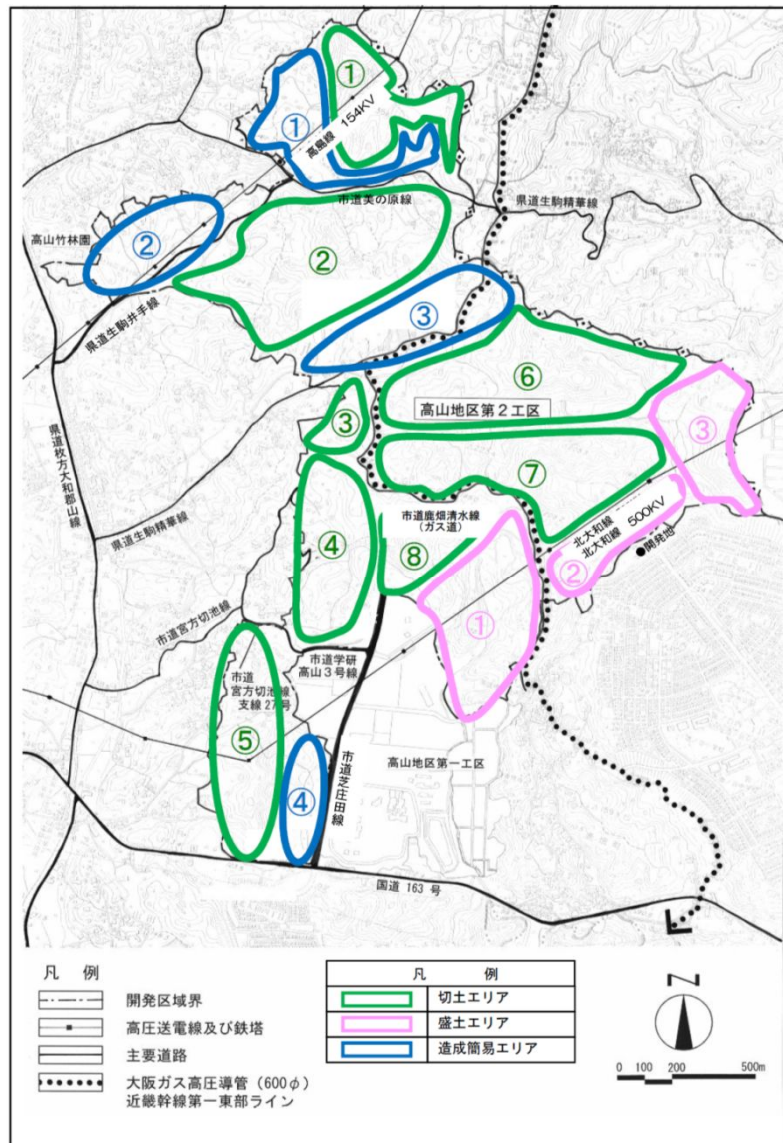 ①
①
高島線 154KV
市道美の原線
県道生駒精華線
高山竹林園
②
②
③
県道生駒井手線
⑥
高山地区第２工区
③
③
県道枚方大和郡山線
⑦
市道鹿畑清水線
（ガス道）
北大和線
北大和線 500KV
県道生駒精華線
④
⑧
②
●開発地
①
市道宮方切池線
市道学研
高山３号線
市道
宮方切池線
支線27号
⑤
④
市道芝庄田線
高山地区第一工区
国道 163 号
凡 例
開発区域界
高圧送電線及び鉄塔
主要道路
大阪ガス高圧導管（600φ）
近畿幹線第一東部ライン
凡 例
切土エリア
盛土エリア
造成簡易エリア
N
0 100 200 500m